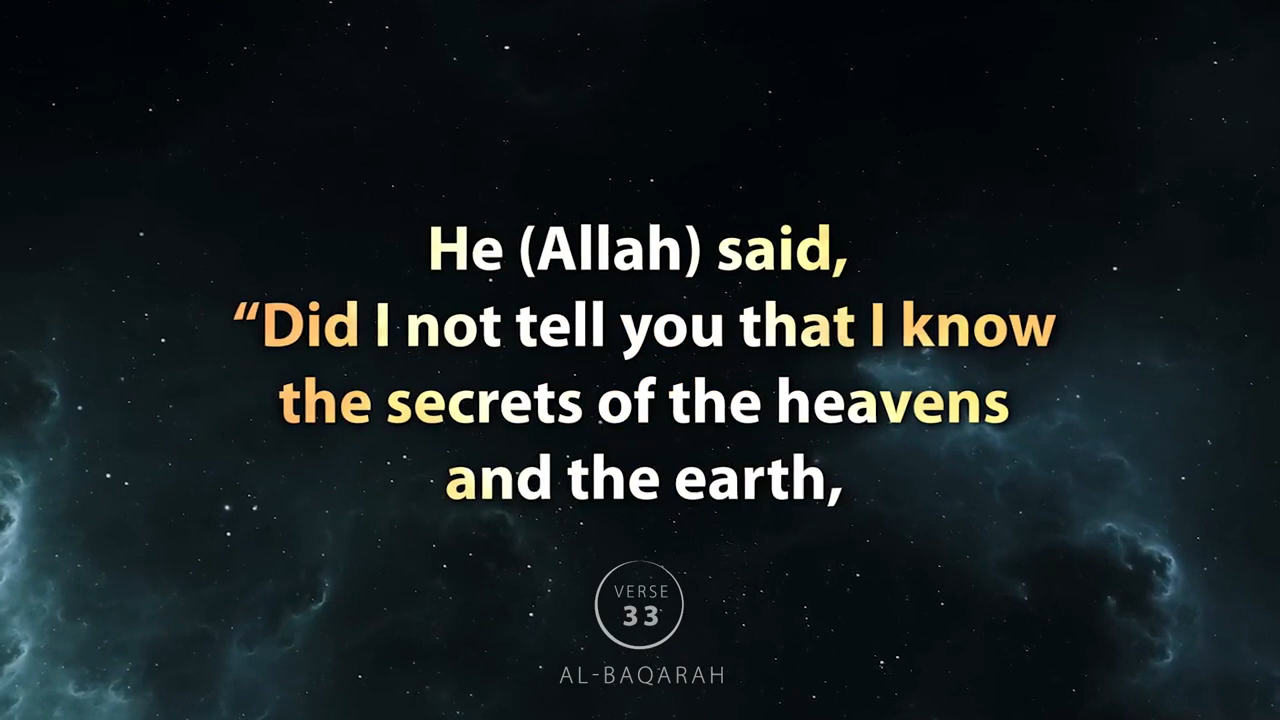 He (Allah) said,
“Did I not tell you that I know
the secrets of the heavens
and the earth,
VERSE
33
AL-BAQARAH